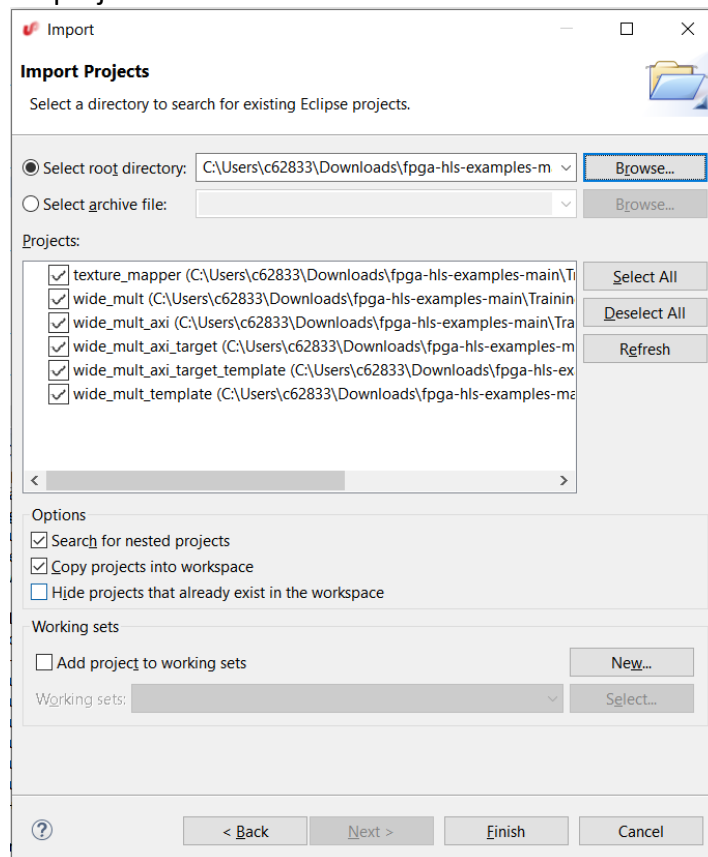 Import
Import Projects
Select a directory to search for existing Eclipse projects.
Select root directory: C:\Users\c62833\Downloads\fpga-hls-examples-m Browse...
Select archive file: Browse...
Projects:
texture_mapper (C:\Users\c62833\Downloads\fpga-hls-examples-main\Tr Select All
wide_mult (C:\Users\c62833\Downloads\fpga-hls-examples-main\Trainin
wide_mult_axi (C:\Users\c62833\Downloads\fpga-hls-examples-main\Tra Deselect All
wide_mult_axi_target (C:\Users\c62833\Downloads\fpga-hls-examples-m Refresh
wide_mult_axi_target_template (C:\Users\c62833\Downloads\fpga-hls-ex
wide_mult_template (C:\Users\c62833\Downloads\fpga-hls-examples-ma
Options
Search for nested projects
Copy projects into workspace
Hide projects that already exist in the workspace
Working sets
Add project to working sets New...
Working sets: Select...
? < Back Next > Finish Cancel